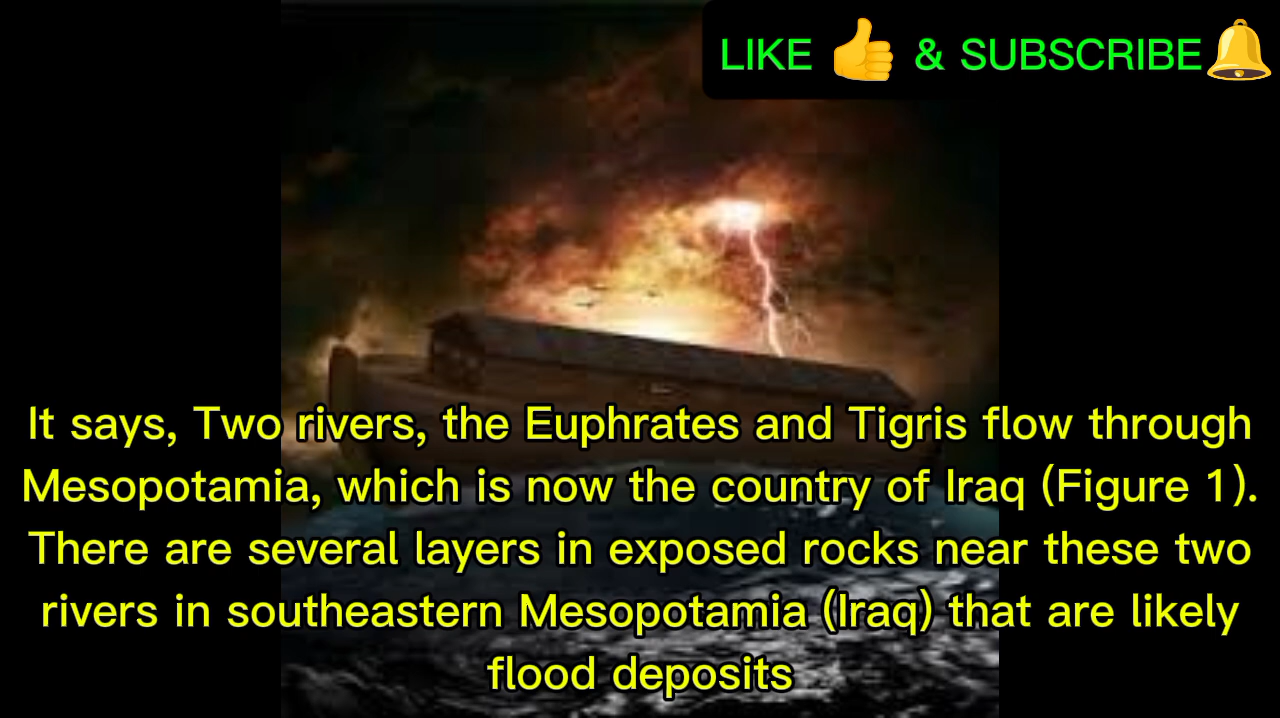 LIKE 👍 & SUBSCRIBE🔔
It says, Two rivers, the Euphrates and Tigris flow through
Mesopotamia, which is now the country of Iraq (Figure 1).
There are several layers in exposed rocks near these two
rivers in southeastern Mesopotamia (Iraq) that are likely
flood deposits